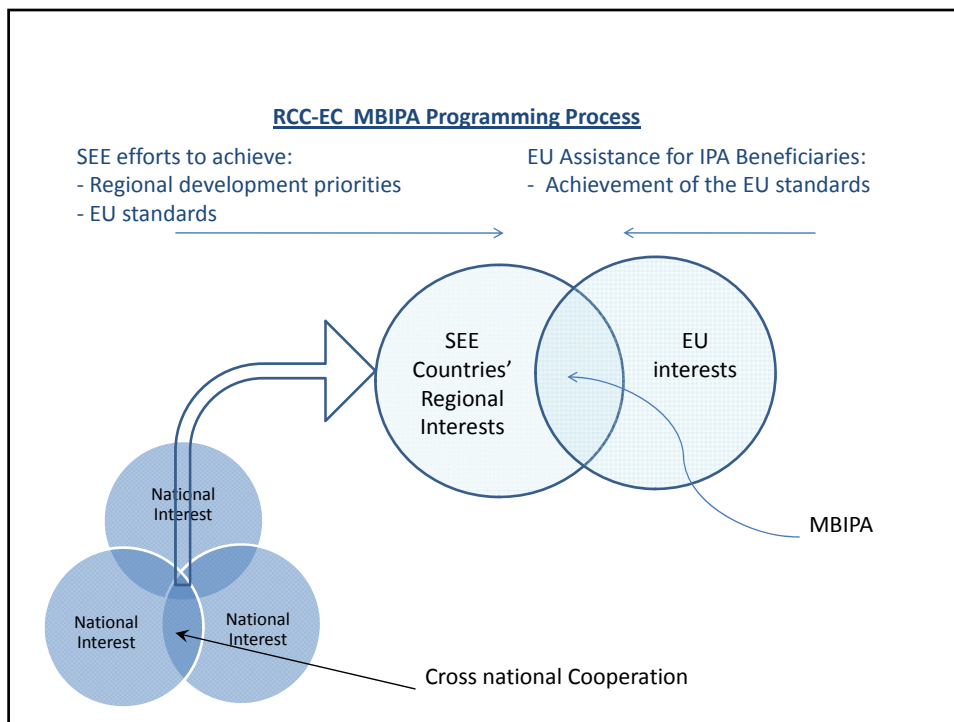 RCC-EC MBIPA Programming Process
SEE efforts to achieve:
- Regional development priorities
- EU standards
EU Assistance for IPA Beneficiaries:
- Achievement of the EU standards
SEE
Countries’
Regional
Interests
EU
interests
MBIPA
National
Interest
National
Interest
National
Interest
Cross national Cooperation